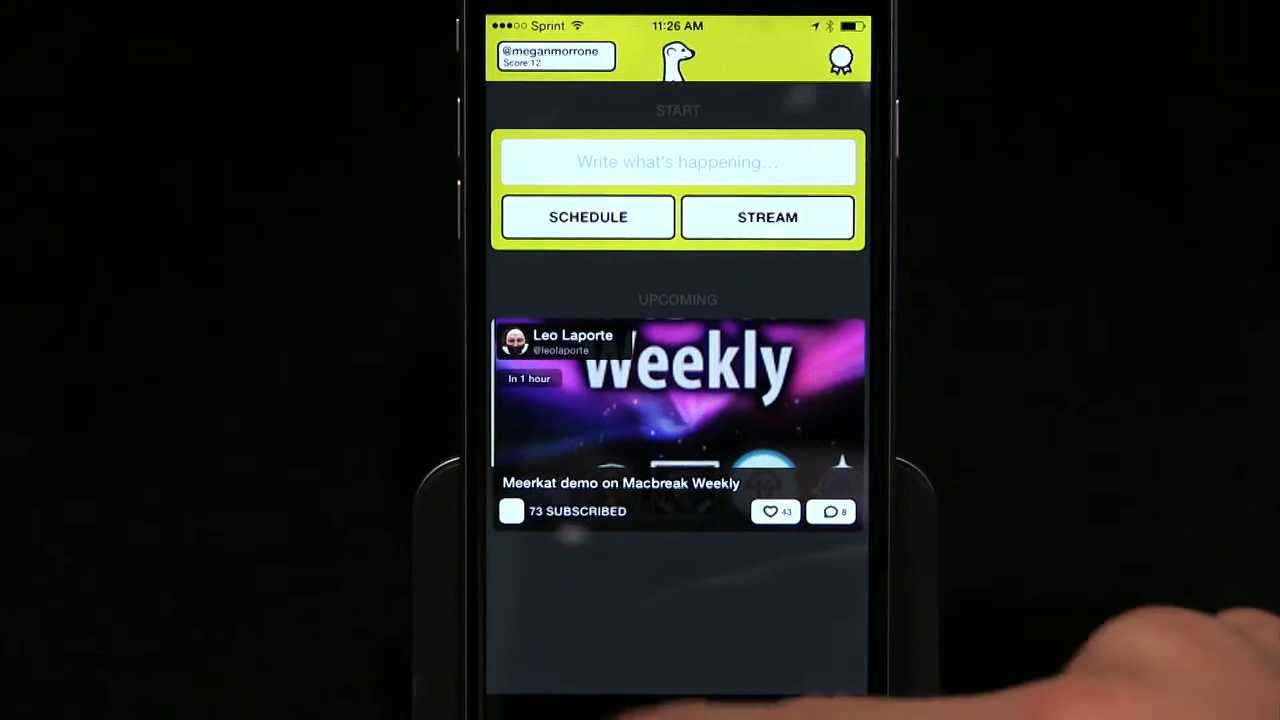 Sprint 11:26 AM
@meganmorrone
Score:12
START
Write what's happening...
SCHEDULE STREAM
UPCOMING
Leo Laporte
@leolaporte
Weekly
In 1 hour
Meerkat demo on Macbreak Weekly
73 SUBSCRIBED 43 8